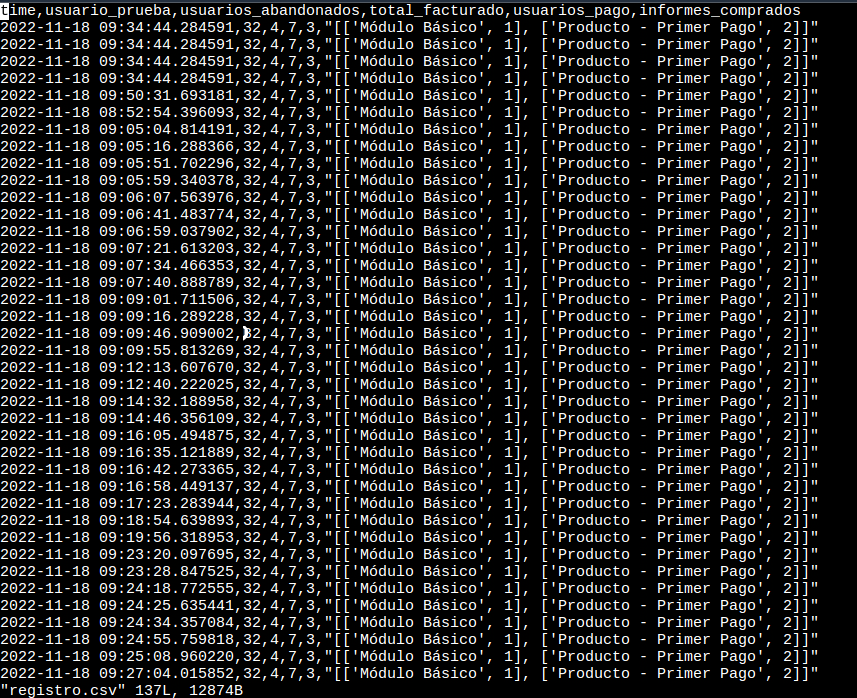 time,usuario_prueba,usuarios_abandonados,total_facturado,usuarios_pago,informes_comprados
2022-11-18 09:34:44.284591,32,4,7,3,"[['Módulo Básico', 1], ['Producto - Primer Pago', 2]]"
2022-11-18 09:34:44.284591,32,4,7,3,"[['Módulo Básico', 1], ['Producto - Primer Pago', 2]]"
2022-11-18 09:34:44.284591,32,4,7,3,"[['Módulo Básico', 1], ['Producto - Primer Pago', 2]]"
2022-11-18 09:34:44.284591,32,4,7,3,"[['Módulo Básico', 1], ['Producto - Primer Pago', 2]]"
2022-11-18 09:50:31.693181,32,4,7,3,"[['Módulo Básico', 1], ['Producto - Primer Pago', 2]]"
2022-11-18 08:52:54.396093,32,4,7,3,"[['Módulo Básico', 1], ['Producto - Primer Pago', 2]]"
2022-11-18 09:05:04.814191,32,4,7,3,"[['Módulo Básico', 1], ['Producto - Primer Pago', 2]]"
2022-11-18 09:05:16.288366,32,4,7,3,"[['Módulo Básico', 1], ['Producto - Primer Pago', 2]]"
2022-11-18 09:05:51.702296,32,4,7,3,"[['Módulo Básico', 1], ['Producto - Primer Pago', 2]]"
2022-11-18 09:05:59.340378,32,4,7,3,"[['Módulo Básico', 1], ['Producto - Primer Pago', 2]]"
2022-11-18 09:06:07.563976,32,4,7,3,"[['Módulo Básico', 1], ['Producto - Primer Pago', 2]]"
2022-11-18 09:06:41.483774,32,4,7,3,"[['Módulo Básico', 1], ['Producto - Primer Pago', 2]]"
2022-11-18 09:06:59.037902,32,4,7,3,"[['Módulo Básico', 1], ['Producto - Primer Pago', 2]]"
2022-11-18 09:07:21.613203,32,4,7,3,"[['Módulo Básico', 1], ['Producto - Primer Pago', 2]]"
2022-11-18 09:07:34.466353,32,4,7,3,"[['Módulo Básico', 1], ['Producto - Primer Pago', 2]]"
2022-11-18 09:07:40.888789,32,4,7,3,"[['Módulo Básico', 1], ['Producto - Primer Pago', 2]]"
2022-11-18 09:09:01.711506,32,4,7,3,"[['Módulo Básico', 1], ['Producto - Primer Pago', 2]]"
2022-11-18 09:09:16.289228,32,4,7,3,"[['Módulo Básico', 1], ['Producto - Primer Pago', 2]]"
2022-11-18 09:09:46.909002,32,4,7,3,"[['Módulo Básico', 1], ['Producto - Primer Pago', 2]]"
2022-11-18 09:09:55.813269,32,4,7,3,"[['Módulo Básico', 1], ['Producto - Primer Pago', 2]]"
2022-11-18 09:12:13.607670,32,4,7,3,"[['Módulo Básico', 1], ['Producto - Primer Pago', 2]]"
2022-11-18 09:12:40.222025,32,4,7,3,"[['Módulo Básico', 1], ['Producto - Primer Pago', 2]]"
2022-11-18 09:14:32.188958,32,4,7,3,"[['Módulo Básico', 1], ['Producto - Primer Pago', 2]]"
2022-11-18 09:14:46.356109,32,4,7,3,"[['Módulo Básico', 1], ['Producto - Primer Pago', 2]]"
2022-11-18 09:16:05.494875,32,4,7,3,"[['Módulo Básico', 1], ['Producto - Primer Pago', 2]]"
2022-11-18 09:16:35.121889,32,4,7,3,"[['Módulo Básico', 1], ['Producto - Primer Pago', 2]]"
2022-11-18 09:16:42.273365,32,4,7,3,"[['Módulo Básico', 1], ['Producto - Primer Pago', 2]]"
2022-11-18 09:16:58.449137,32,4,7,3,"[['Módulo Básico', 1], ['Producto - Primer Pago', 2]]"
2022-11-18 09:17:23.283944,32,4,7,3,"[['Módulo Básico', 1], ['Producto - Primer Pago', 2]]"
2022-11-18 09:18:54.639893,32,4,7,3,"[['Módulo Básico', 1], ['Producto - Primer Pago', 2]]"
2022-11-18 09:19:56.318953,32,4,7,3,"[['Módulo Básico', 1], ['Producto - Primer Pago', 2]]"
2022-11-18 09:23:20.097695,32,4,7,3,"[['Módulo Básico', 1], ['Producto - Primer Pago', 2]]"
2022-11-18 09:23:28.847525,32,4,7,3,"[['Módulo Básico', 1], ['Producto - Primer Pago', 2]]"
2022-11-18 09:24:18.772555,32,4,7,3,"[['Módulo Básico', 1], ['Producto - Primer Pago', 2]]"
2022-11-18 09:24:25.635441,32,4,7,3,"[['Módulo Básico', 1], ['Producto - Primer Pago', 2]]"
2022-11-18 09:24:34.357084,32,4,7,3,"[['Módulo Básico', 1], ['Producto - Primer Pago', 2]]"
2022-11-18 09:24:55.759818,32,4,7,3,"[['Módulo Básico', 1], ['Producto - Primer Pago', 2]]"
2022-11-18 09:25:08.960220,32,4,7,3,"[['Módulo Básico', 1], ['Producto - Primer Pago', 2]]"
2022-11-18 09:27:04.015852,32,4,7,3,"[['Módulo Básico', 1], ['Producto - Primer Pago', 2]]"
"registro.csv" 137L, 12874B